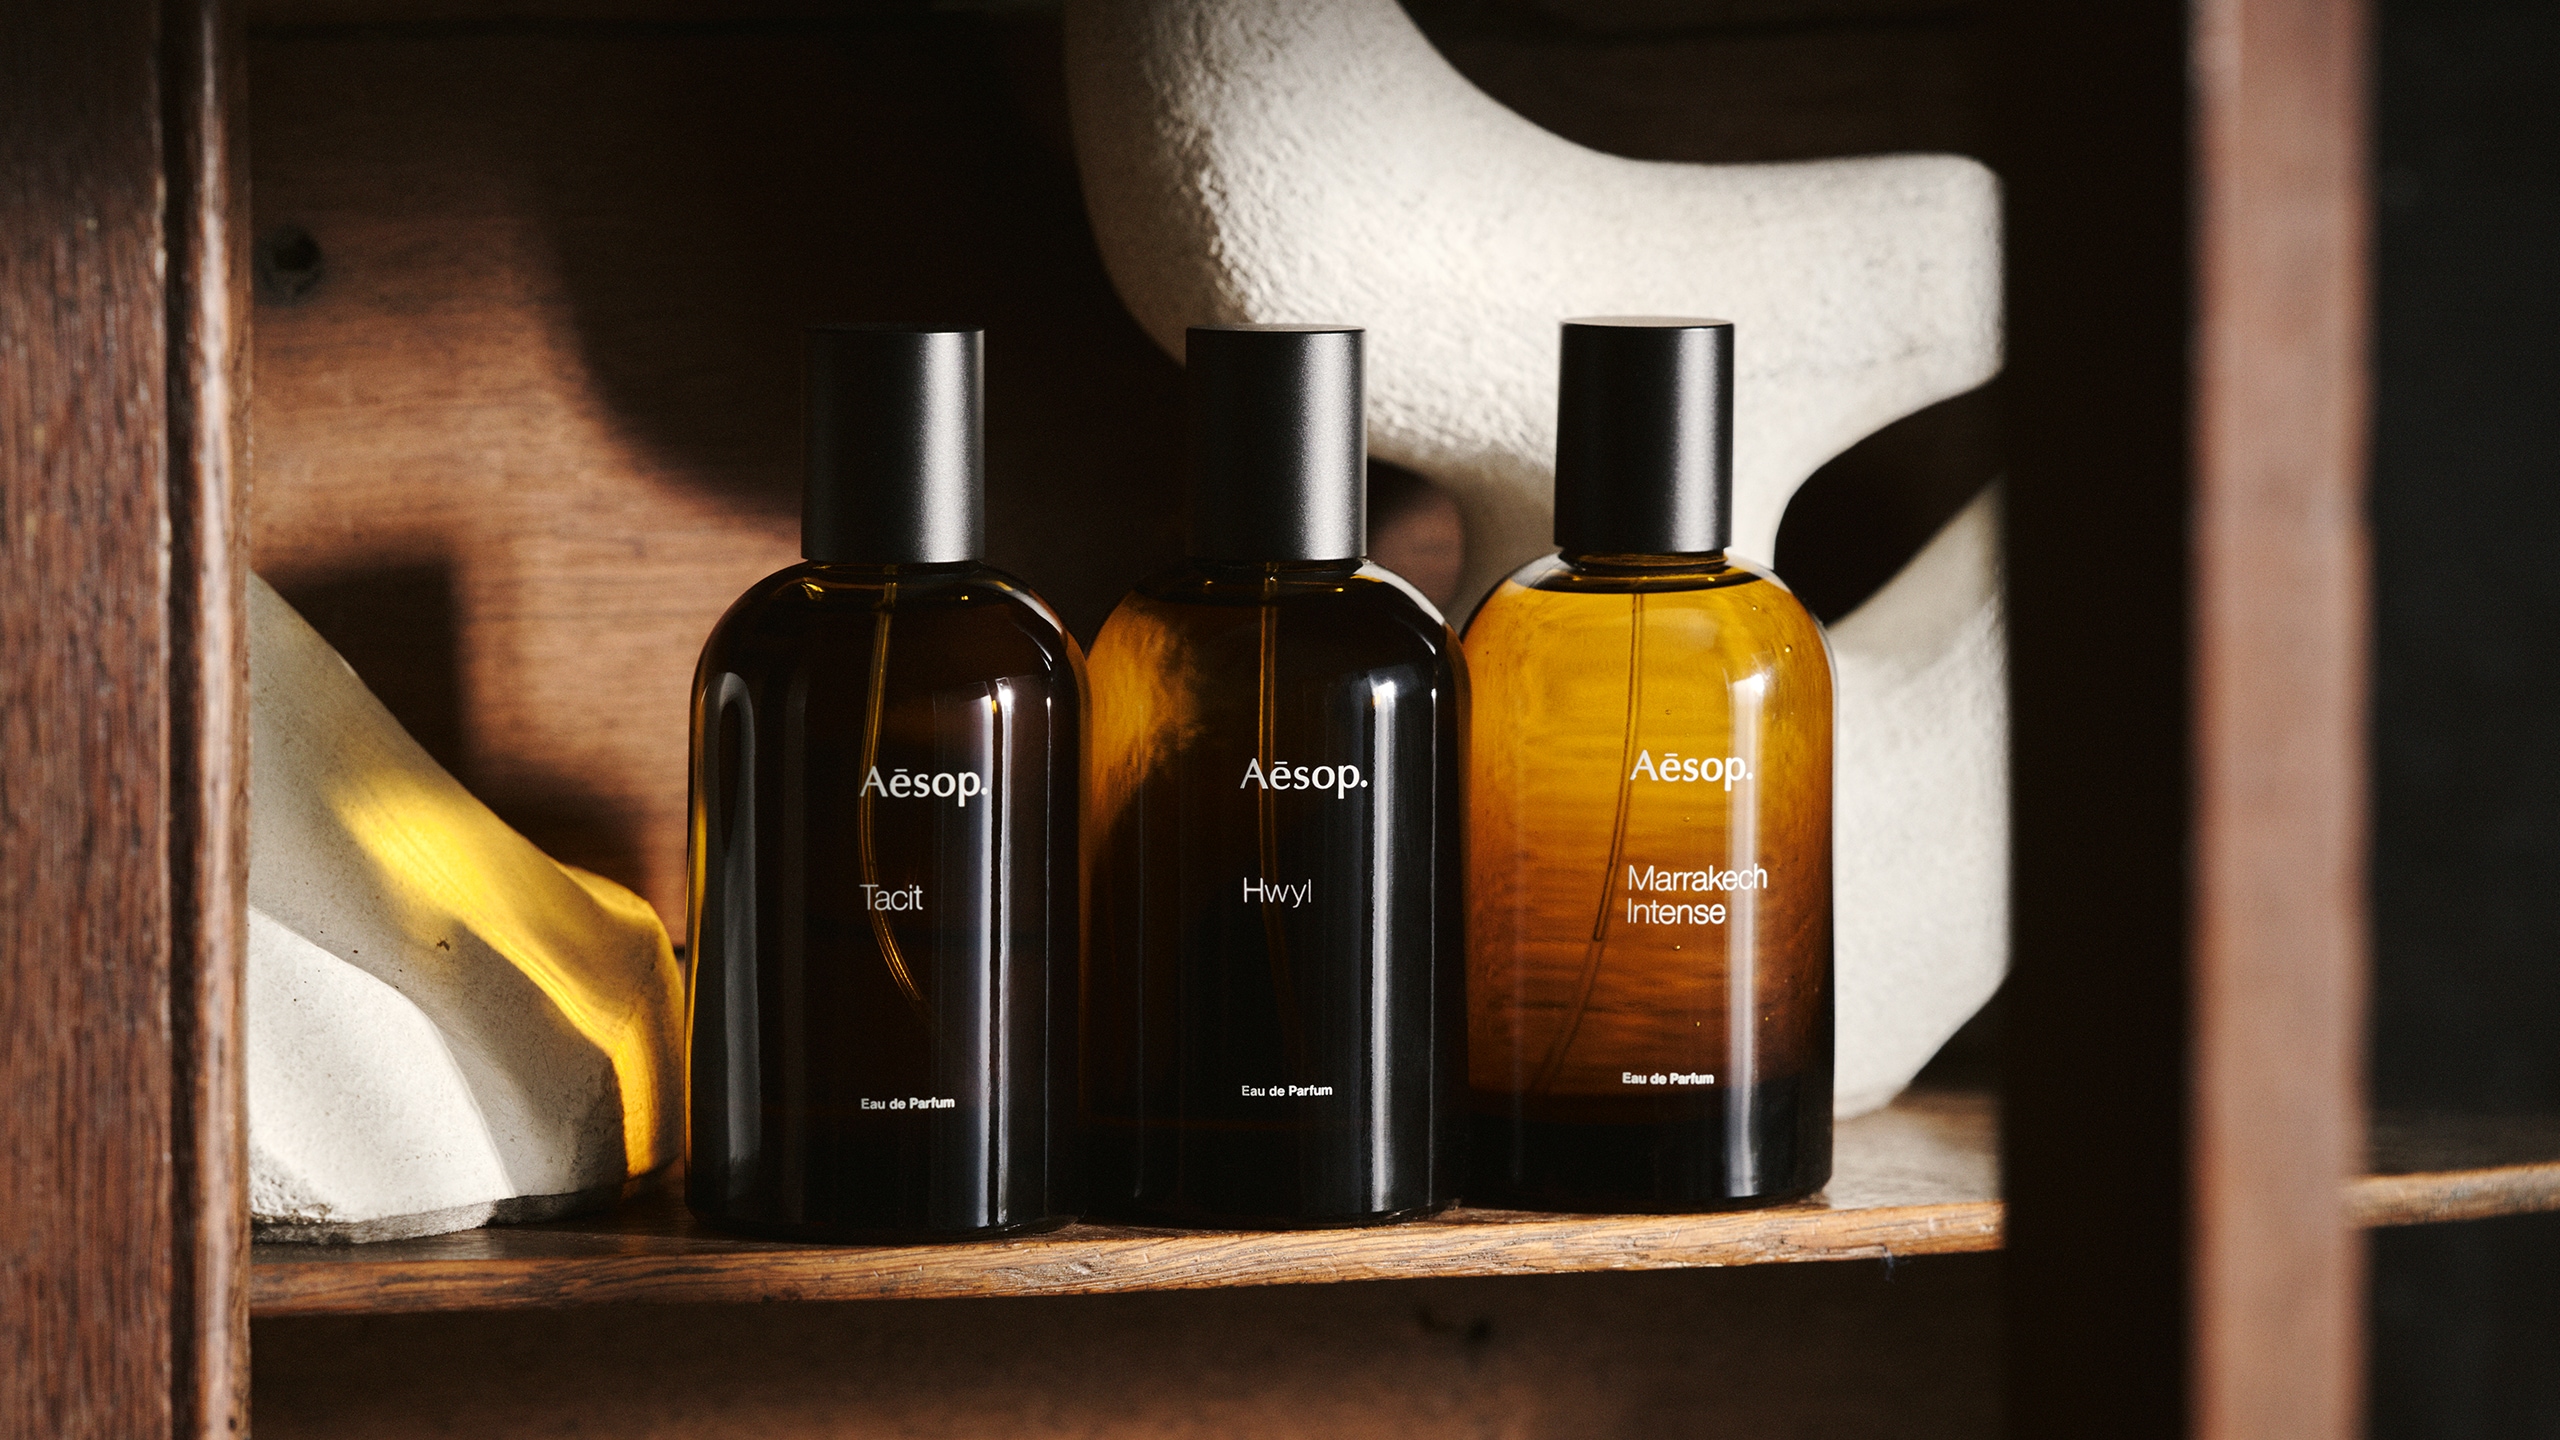 Aēsop.
Tacit
Eau de Parfum
Aēsop.
Hwyl
Eau de Parfum
Aēsop.
Marrakech
Intense
Eau de Parfum